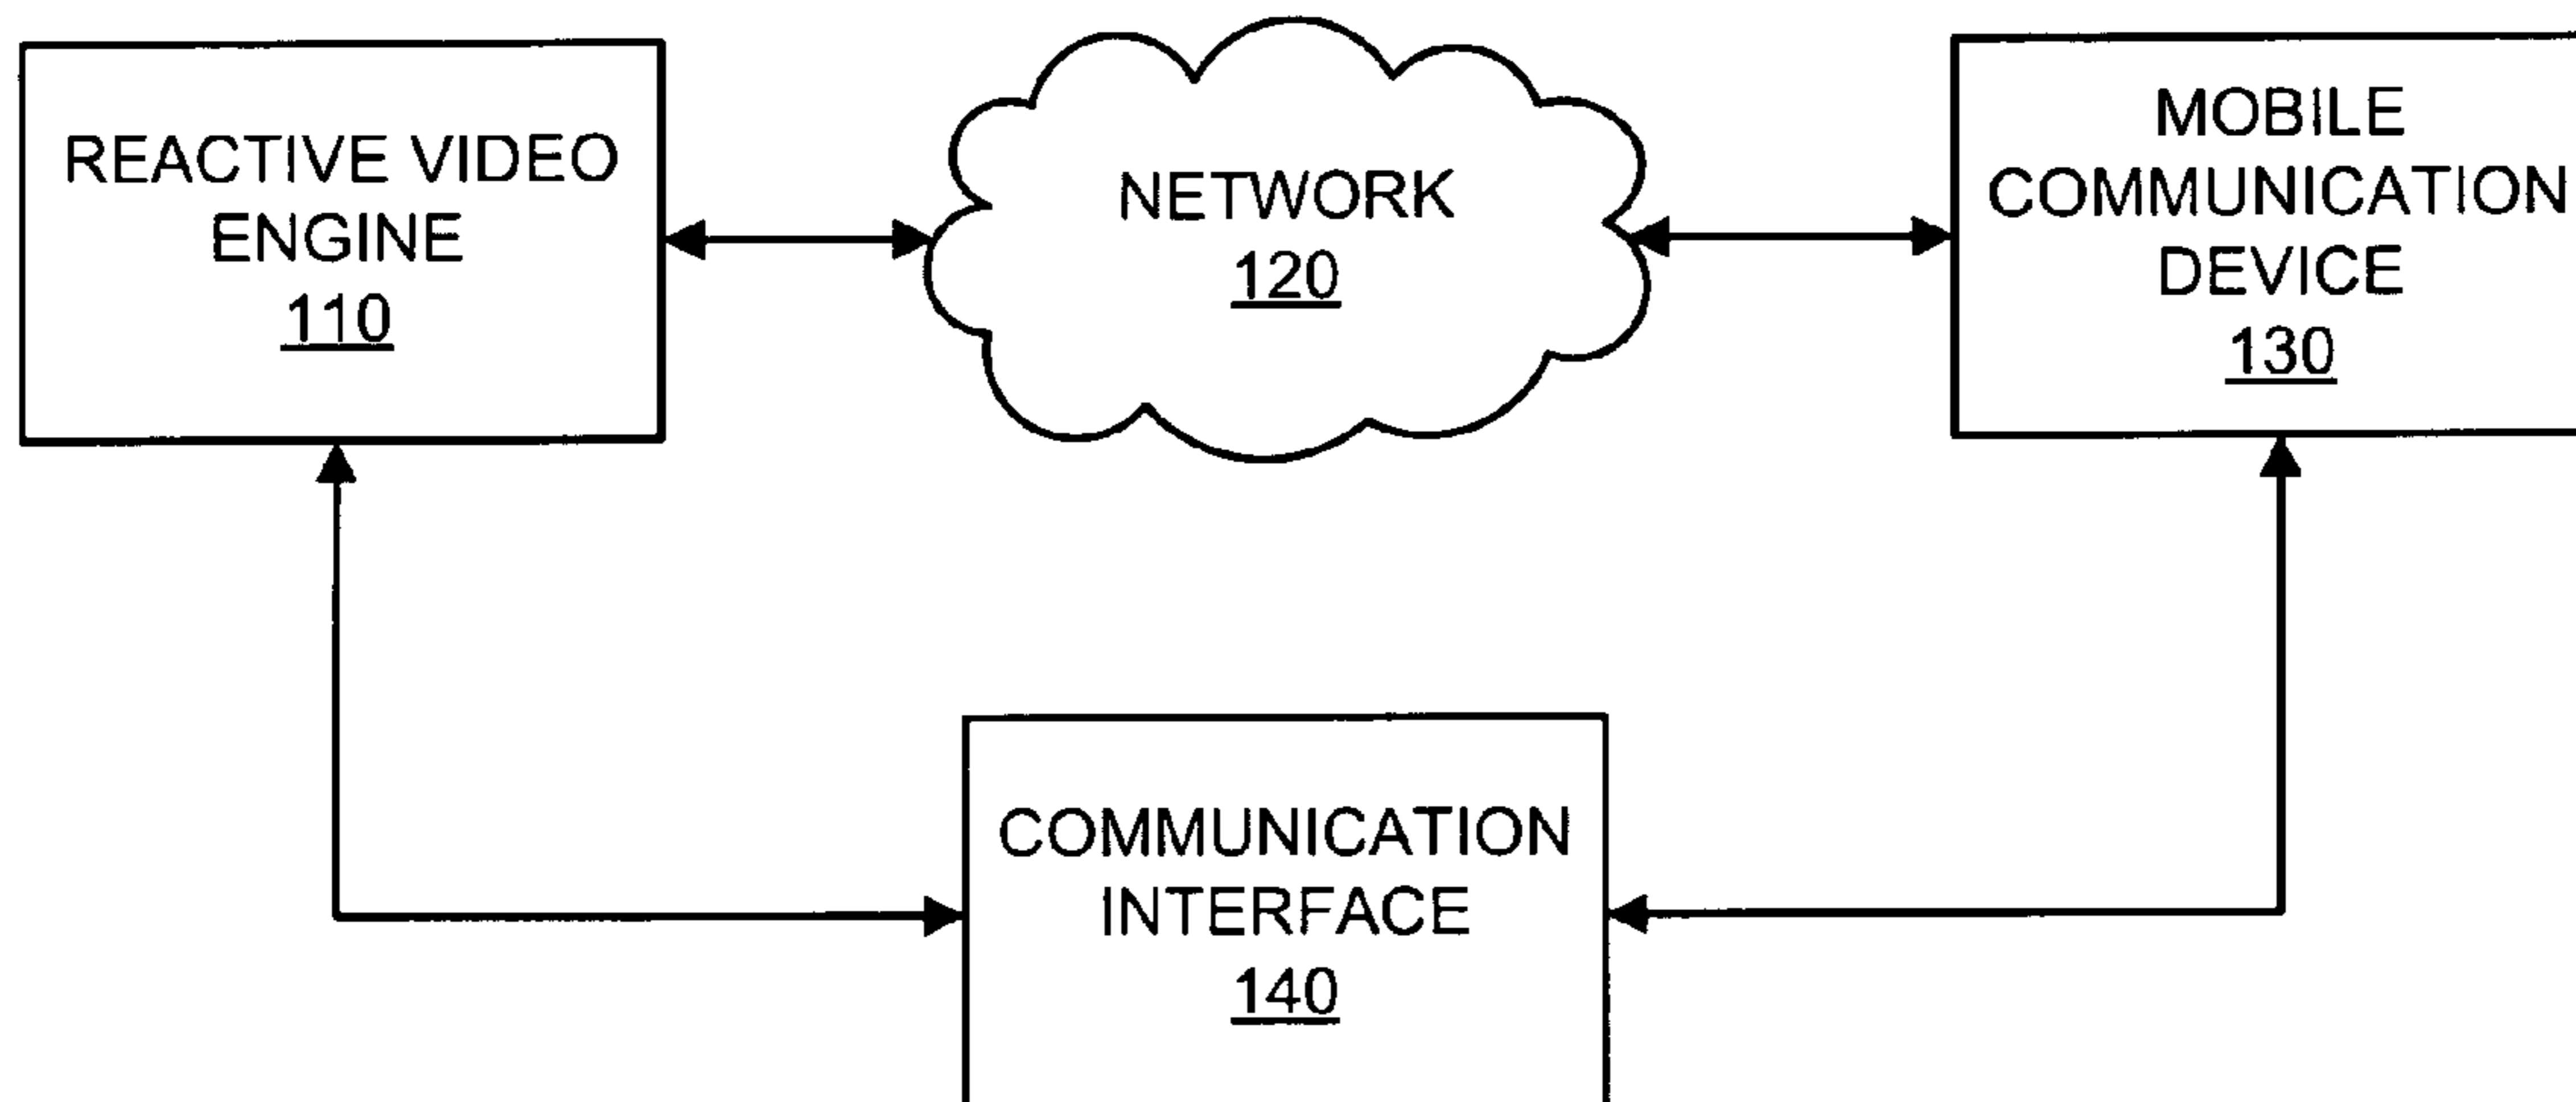 REACTIVE VIDEO
ENGINE
110
NETWORK
120
MOBILE
COMMUNICATION
DEVICE
130
COMMUNICATION
INTERFACE
140